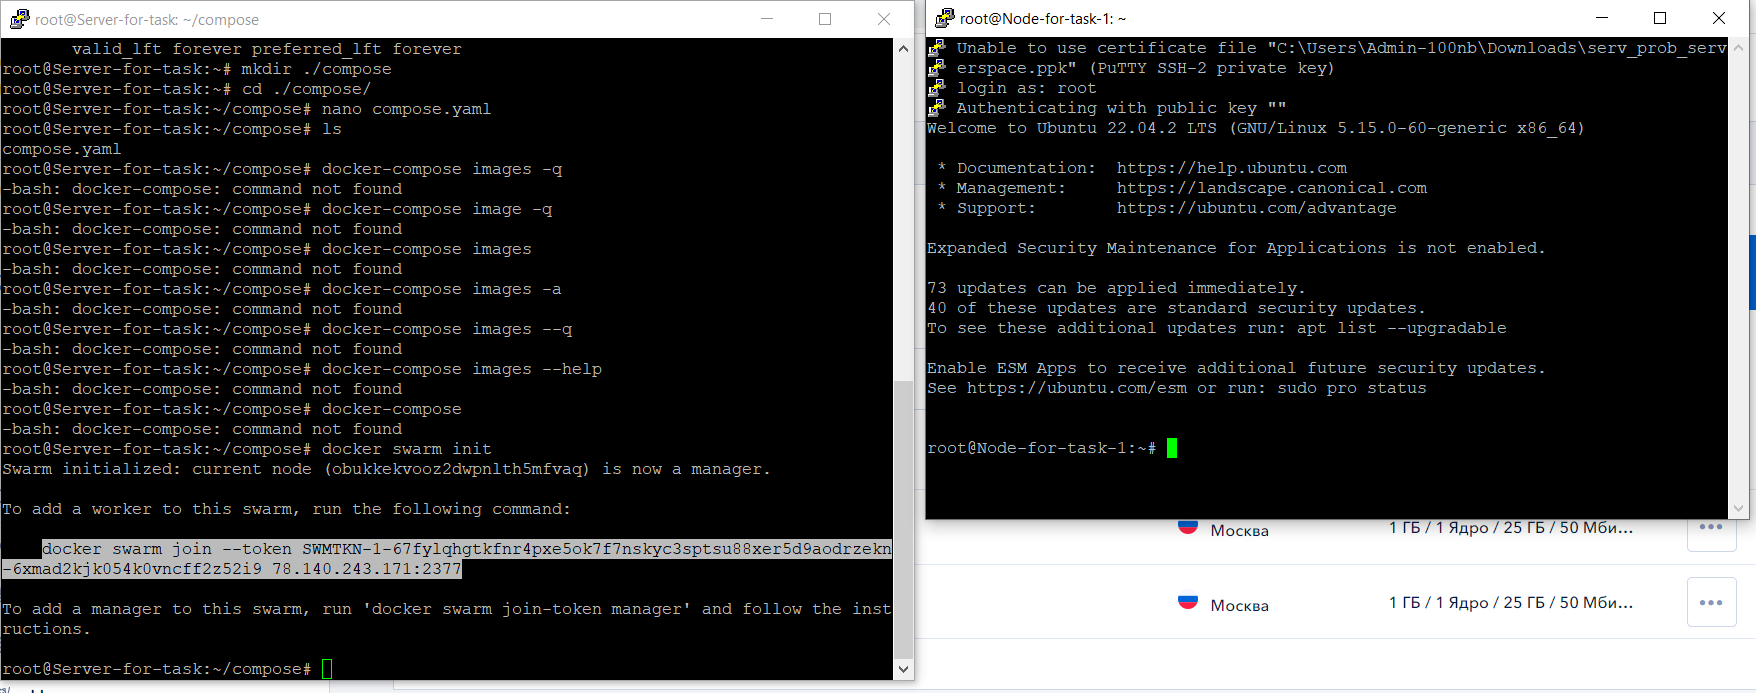 root@Server-for-task: ~/compose
valid_lft forever preferred_lft forever
root@Server-for-task:~# mkdir ./compose
root@Server-for-task:~# cd ./compose/
root@Server-for-task:~/compose# nano compose.yaml
root@Server-for-task:~/compose# ls
compose.yaml
root@Server-for-task:~/compose# docker-compose images -q
-bash: docker-compose: command not found
root@Server-for-task:~/compose# docker-compose image -q
-bash: docker-compose: command not found
root@Server-for-task:~/compose# docker-compose images
-bash: docker-compose: command not found
root@Server-for-task:~/compose# docker-compose images -a
-bash: docker-compose: command not found
root@Server-for-task:~/compose# docker-compose images --q
-bash: docker-compose: command not found
root@Server-for-task:~/compose# docker-compose images --help
-bash: docker-compose: command not found
root@Server-for-task:~/compose# docker-compose
-bash: docker-compose: command not found
root@Server-for-task:~/compose# docker swarm init
Swarm initialized: current node (obukkekvooz2dwpnlth5mfvaq) is now a manager.
To add a worker to this swarm, run the following command:
docker swarm join --token SWMTKN-1-67fylqhgtkfnr4pxe5ok7f7nskyc3sptsu88xer5d9aodrzekn
-6xmad2kjk054k0vncff2z52i9 78.140.243.171:2377
To add a manager to this swarm, run 'docker swarm join-token manager' and follow the inst
ructions.
root@Server-for-task:~/compose#
root@Node-for-task-1: ~
Unable to use certificate file "C:\Users\Admin-100nb\Downloads\serv_prob_serv
erspace.ppk" (PuTTY SSH-2 private key)
login as: root
Authenticating with public key ""
Welcome to Ubuntu 22.04.2 LTS (GNU/Linux 5.15.0-60-generic x86_64)
* Documentation:  https://help.ubuntu.com
* Management:     https://landscape.canonical.com
* Support:        https://ubuntu.com/advantage
Expanded Security Maintenance for Applications is not enabled.
73 updates can be applied immediately.
40 of these updates are standard security updates.
To see these additional updates run: apt list --upgradable
Enable ESM Apps to receive additional future security updates.
See https://ubuntu.com/esm or run: sudo pro status
root@Node-for-task-1:~#
Москва 1 ГБ / 1 Ядро / 25 ГБ / 50 Мби...
Москва 1 ГБ / 1 Ядро / 25 ГБ / 50 Мби...